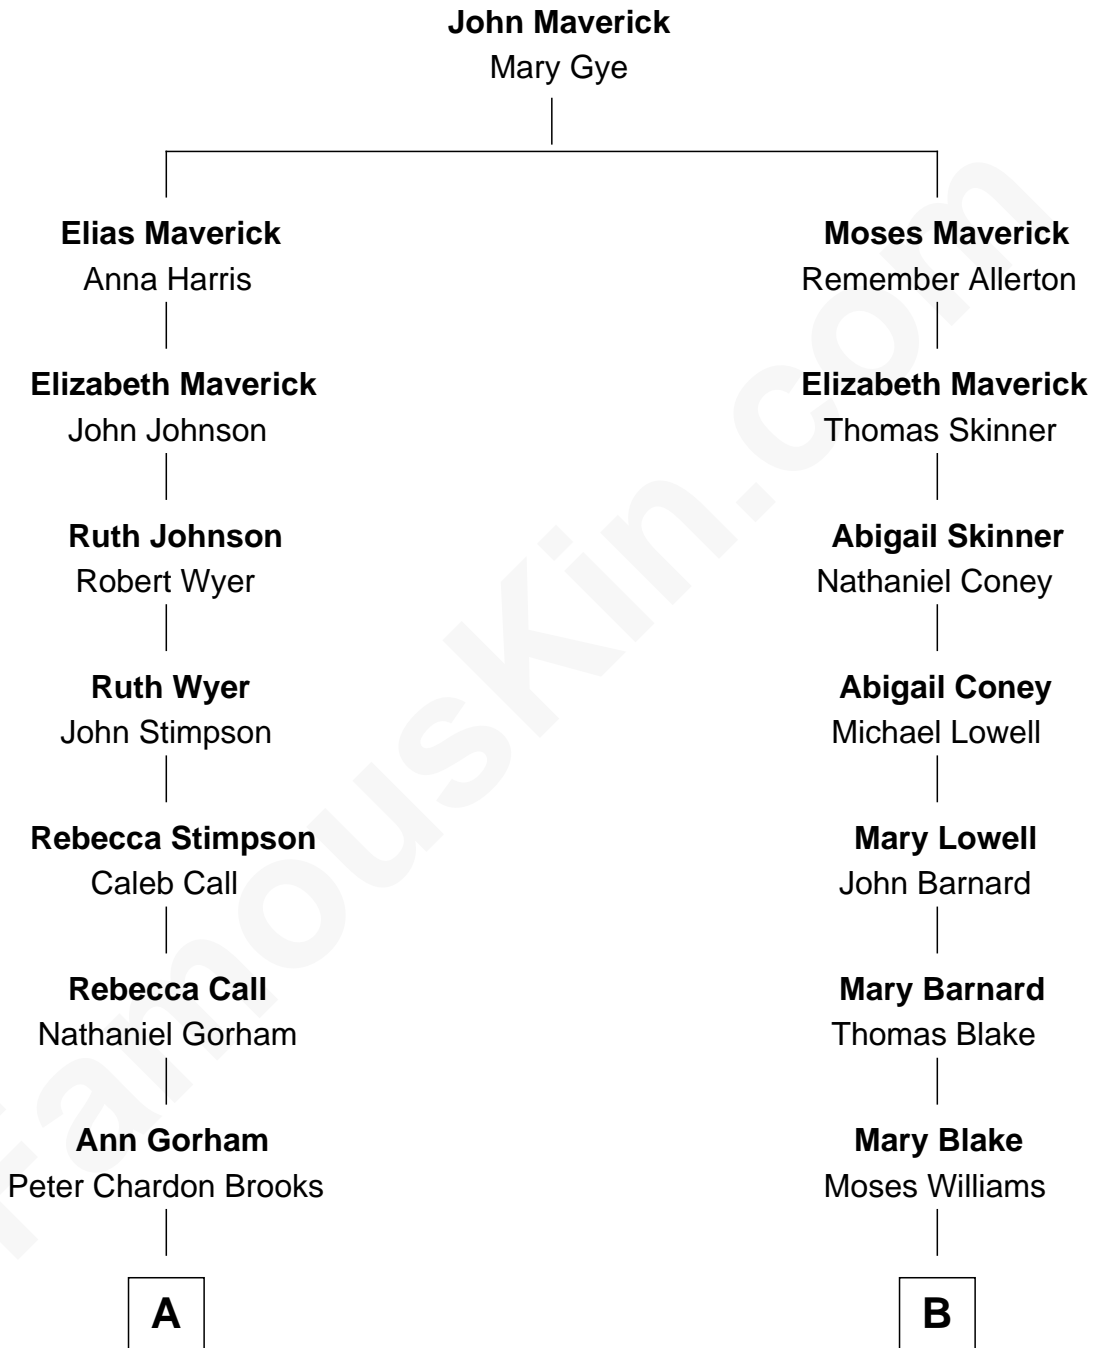 John Maverick
Mary Gye
Elias Maverick
Anna Harris
Moses Maverick
Remember Allerton
Elizabeth Maverick
John Johnson
Elizabeth Maverick
Thomas Skinner
Ruth Johnson
Robert Wyer
Abigail Skinner
Nathaniel Coney
Ruth Wyer
John Stimpson
Abigail Coney
Michael Lowell
Rebecca Stimpson
Caleb Call
Mary Lowell
John Barnard
Rebecca Call
Nathaniel Gorham
Mary Barnard
Thomas Blake
Ann Gorham
Peter Chardon Brooks
Mary Blake
Moses Williams
A
B
FamousKin.com